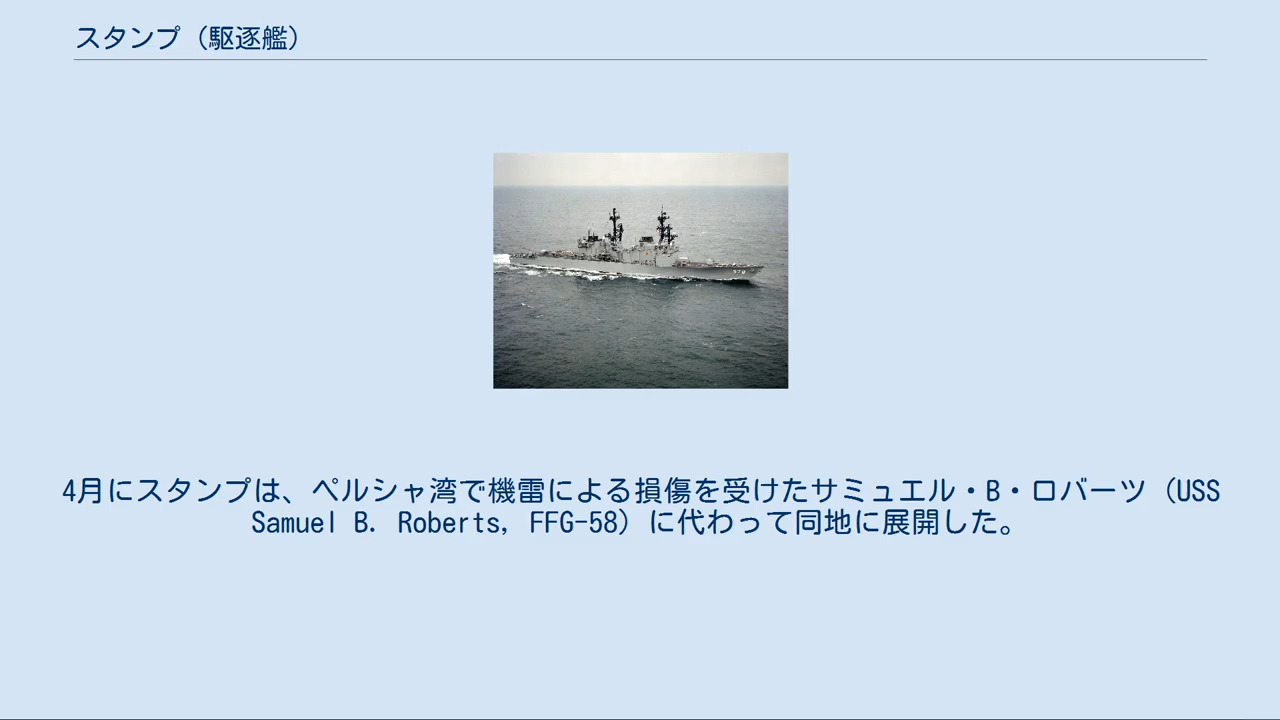 スタンプ（駆逐艦）
978
4月にスタンプは、ペルシャ湾で機雷による損傷を受けたサミュエル・B・ロバーツ（USS
Samuel B. Roberts, FFG-58）に代わって同地に展開した。